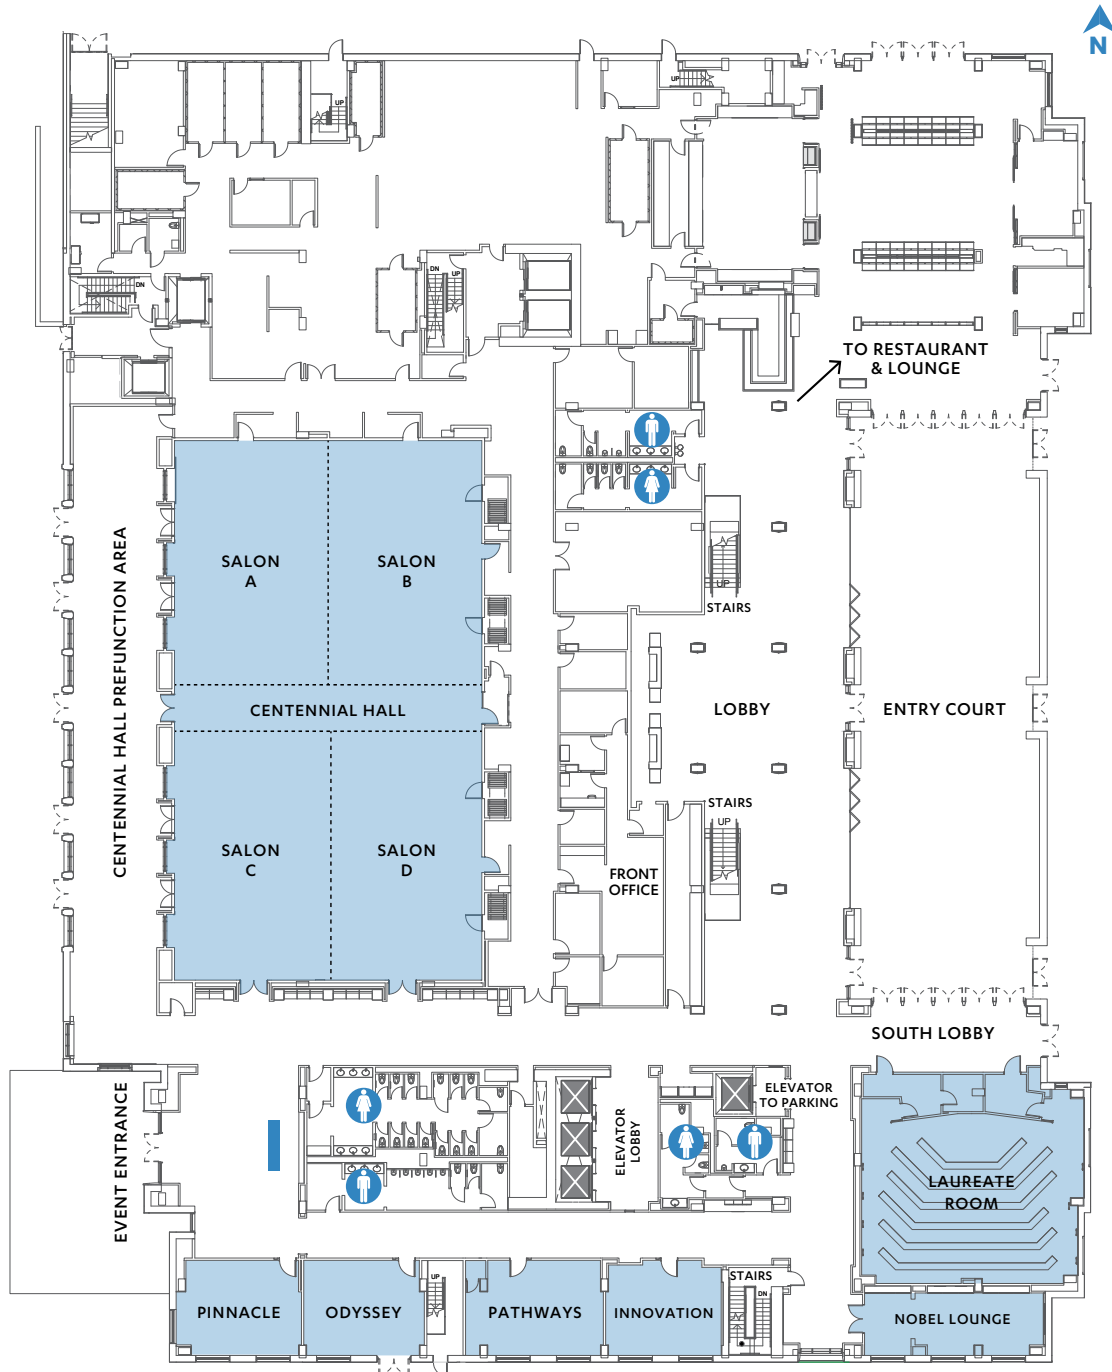 N
UP
UP
DN
UP
DN
TO RESTAURANT
& LOUNGE
CENTENNIAL HALL PREFUNCTION AREA
SALON
A
SALON
B
UP
STAIRS
CENTENNIAL HALL
LOBBY
ENTRY COURT
STAIRS
UP
SALON
C
SALON
D
FRONT
OFFICE
SOUTH LOBBY
EVENT ENTRANCE
ELEVATOR
LOBBY
ELEVATOR
TO PARKING
LAUREATE
ROOM
UP
STAIRS
DN
PINNACLE
ODYSSEY
PATHWAYS
INNOVATION
NOBEL LOUNGE